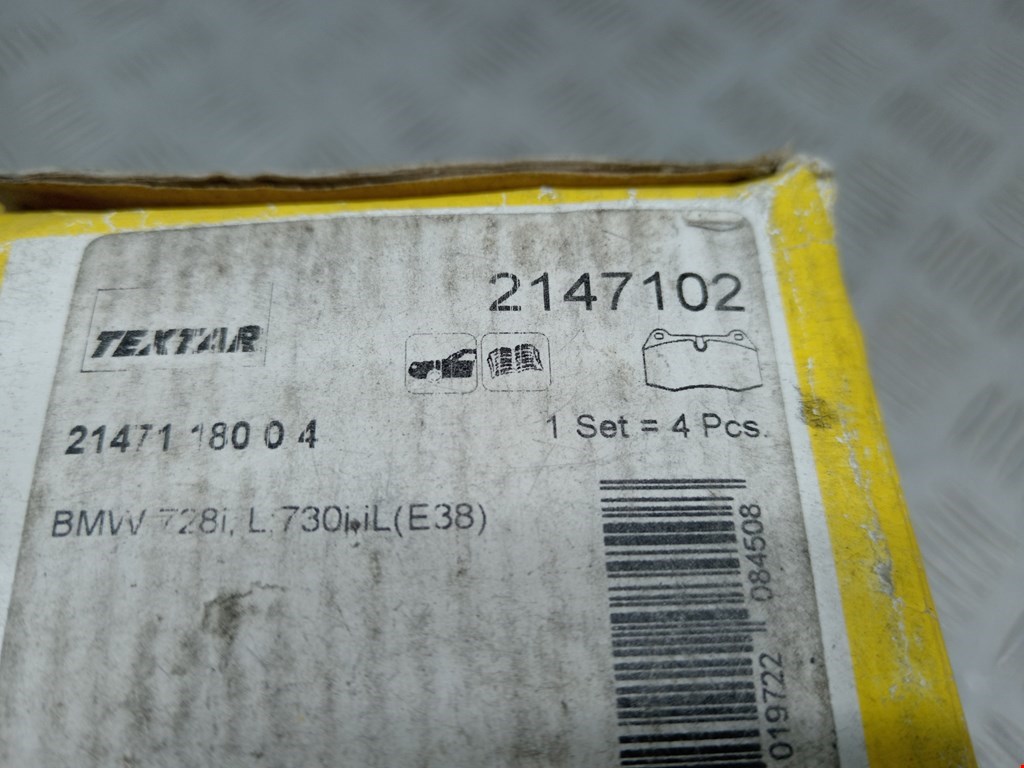 2147102
TEXTAR
21471 180 0 4
1 Set = 4 Pcs.
BMW 728i, L; 730i,iL(E38)
019722 084508